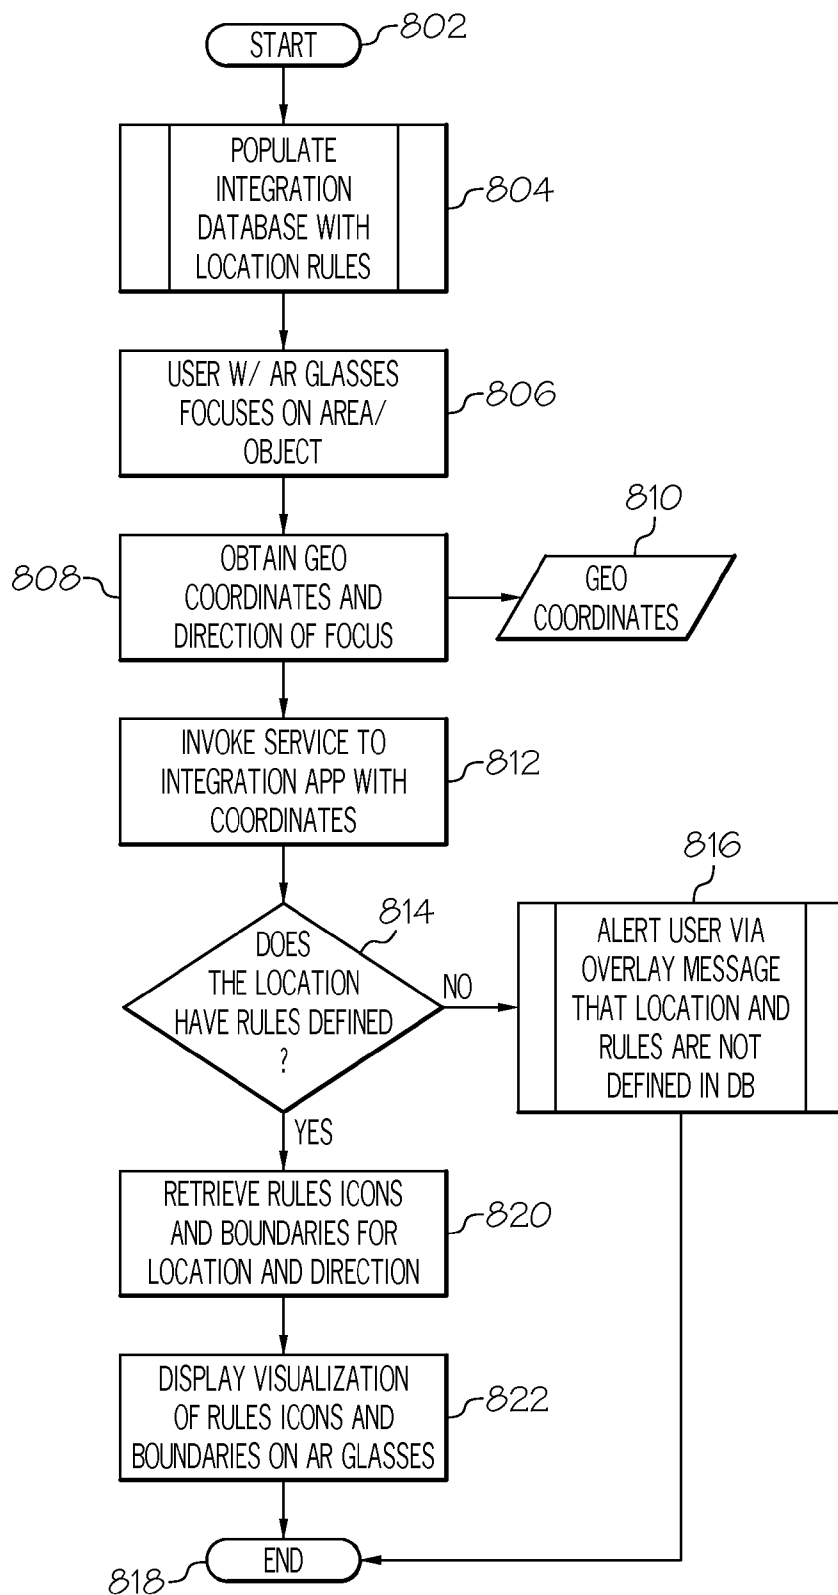 START
802
POPULATE
INTEGRATION
DATABASE WITH
LOCATION RULES
804
USER W/ AR GLASSES
FOCUSES ON AREA/
OBJECT
806
808
OBTAIN GEO
COORDINATES AND
DIRECTION OF FOCUS
810
GEO
COORDINATES
INVOKE SERVICE TO
INTEGRATION APP WITH
COORDINATES
812
814
DOES
THE LOCATION
HAVE RULES DEFINED
?
NO
YES
816
ALERT USER VIA
OVERLAY MESSAGE
THAT LOCATION AND
RULES ARE NOT
DEFINED IN DB
RETRIEVE RULES ICONS
AND BOUNDARIES FOR
LOCATION AND DIRECTION
820
DISPLAY VISUALIZATION
OF RULES ICONS AND
BOUNDARIES ON AR GLASSES
822
END
818